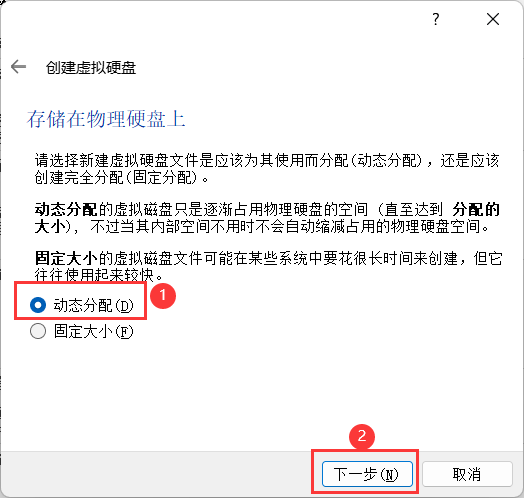 ?
创建虚拟硬盘
存储在物理硬盘上
请选择新建虚拟硬盘文件是应该为其使用而分配(动态分配)，还是应该
创建完全分配(固定分配)。
动态分配的虚拟磁盘只是逐渐占用物理硬盘的空间 (直至达到 分配的
大小)，不过当其内部空间不用时不会自动缩减占用的物理硬盘空间。
固定大小的虚拟磁盘文件可能在某些系统中要花很长时间来创建，但它
往往使用起来较快。
动态分配(D)
1
固定大小(F)
2
下一步(N)
取消